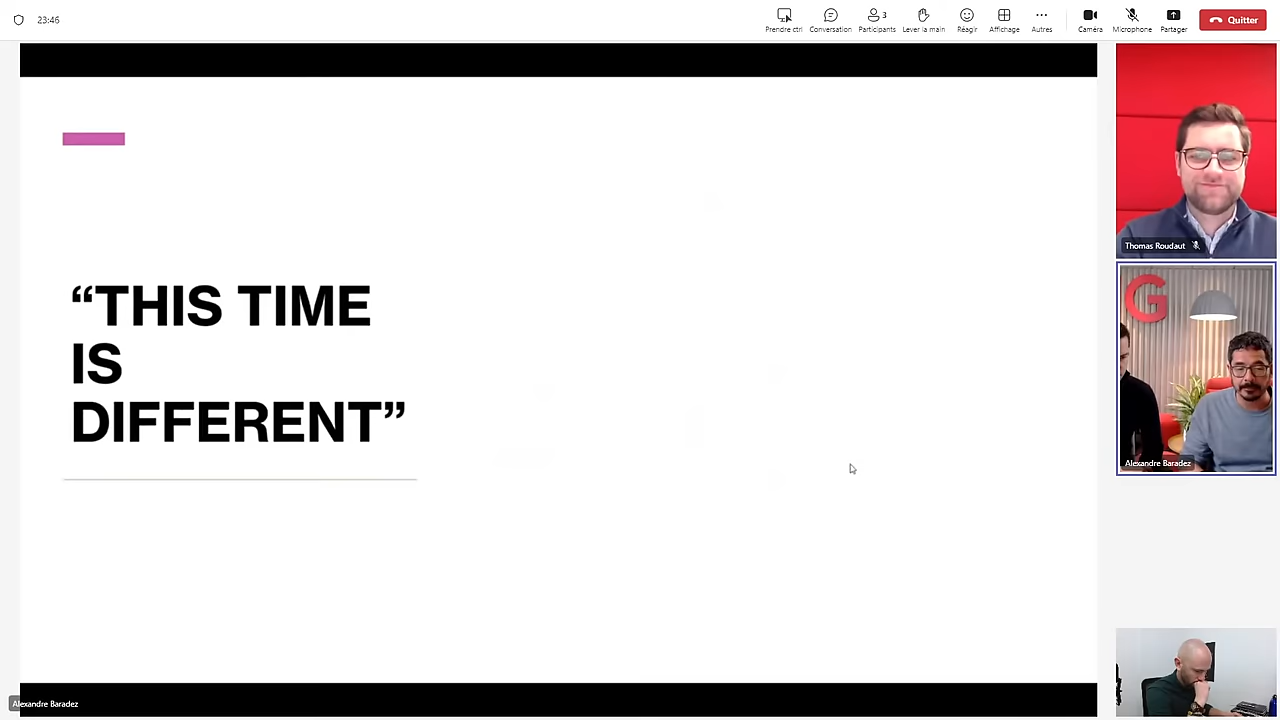 23:46
Prendre ctrl
Conversation
3
Participants
Lever la main
Réagir
Affichage
Autres
Caméra
Microphone
Partager
Quitter
“THIS TIME
IS
DIFFERENT”
Thomas Roudaut
G
Alexandre Baradez
Alexandre Baradez